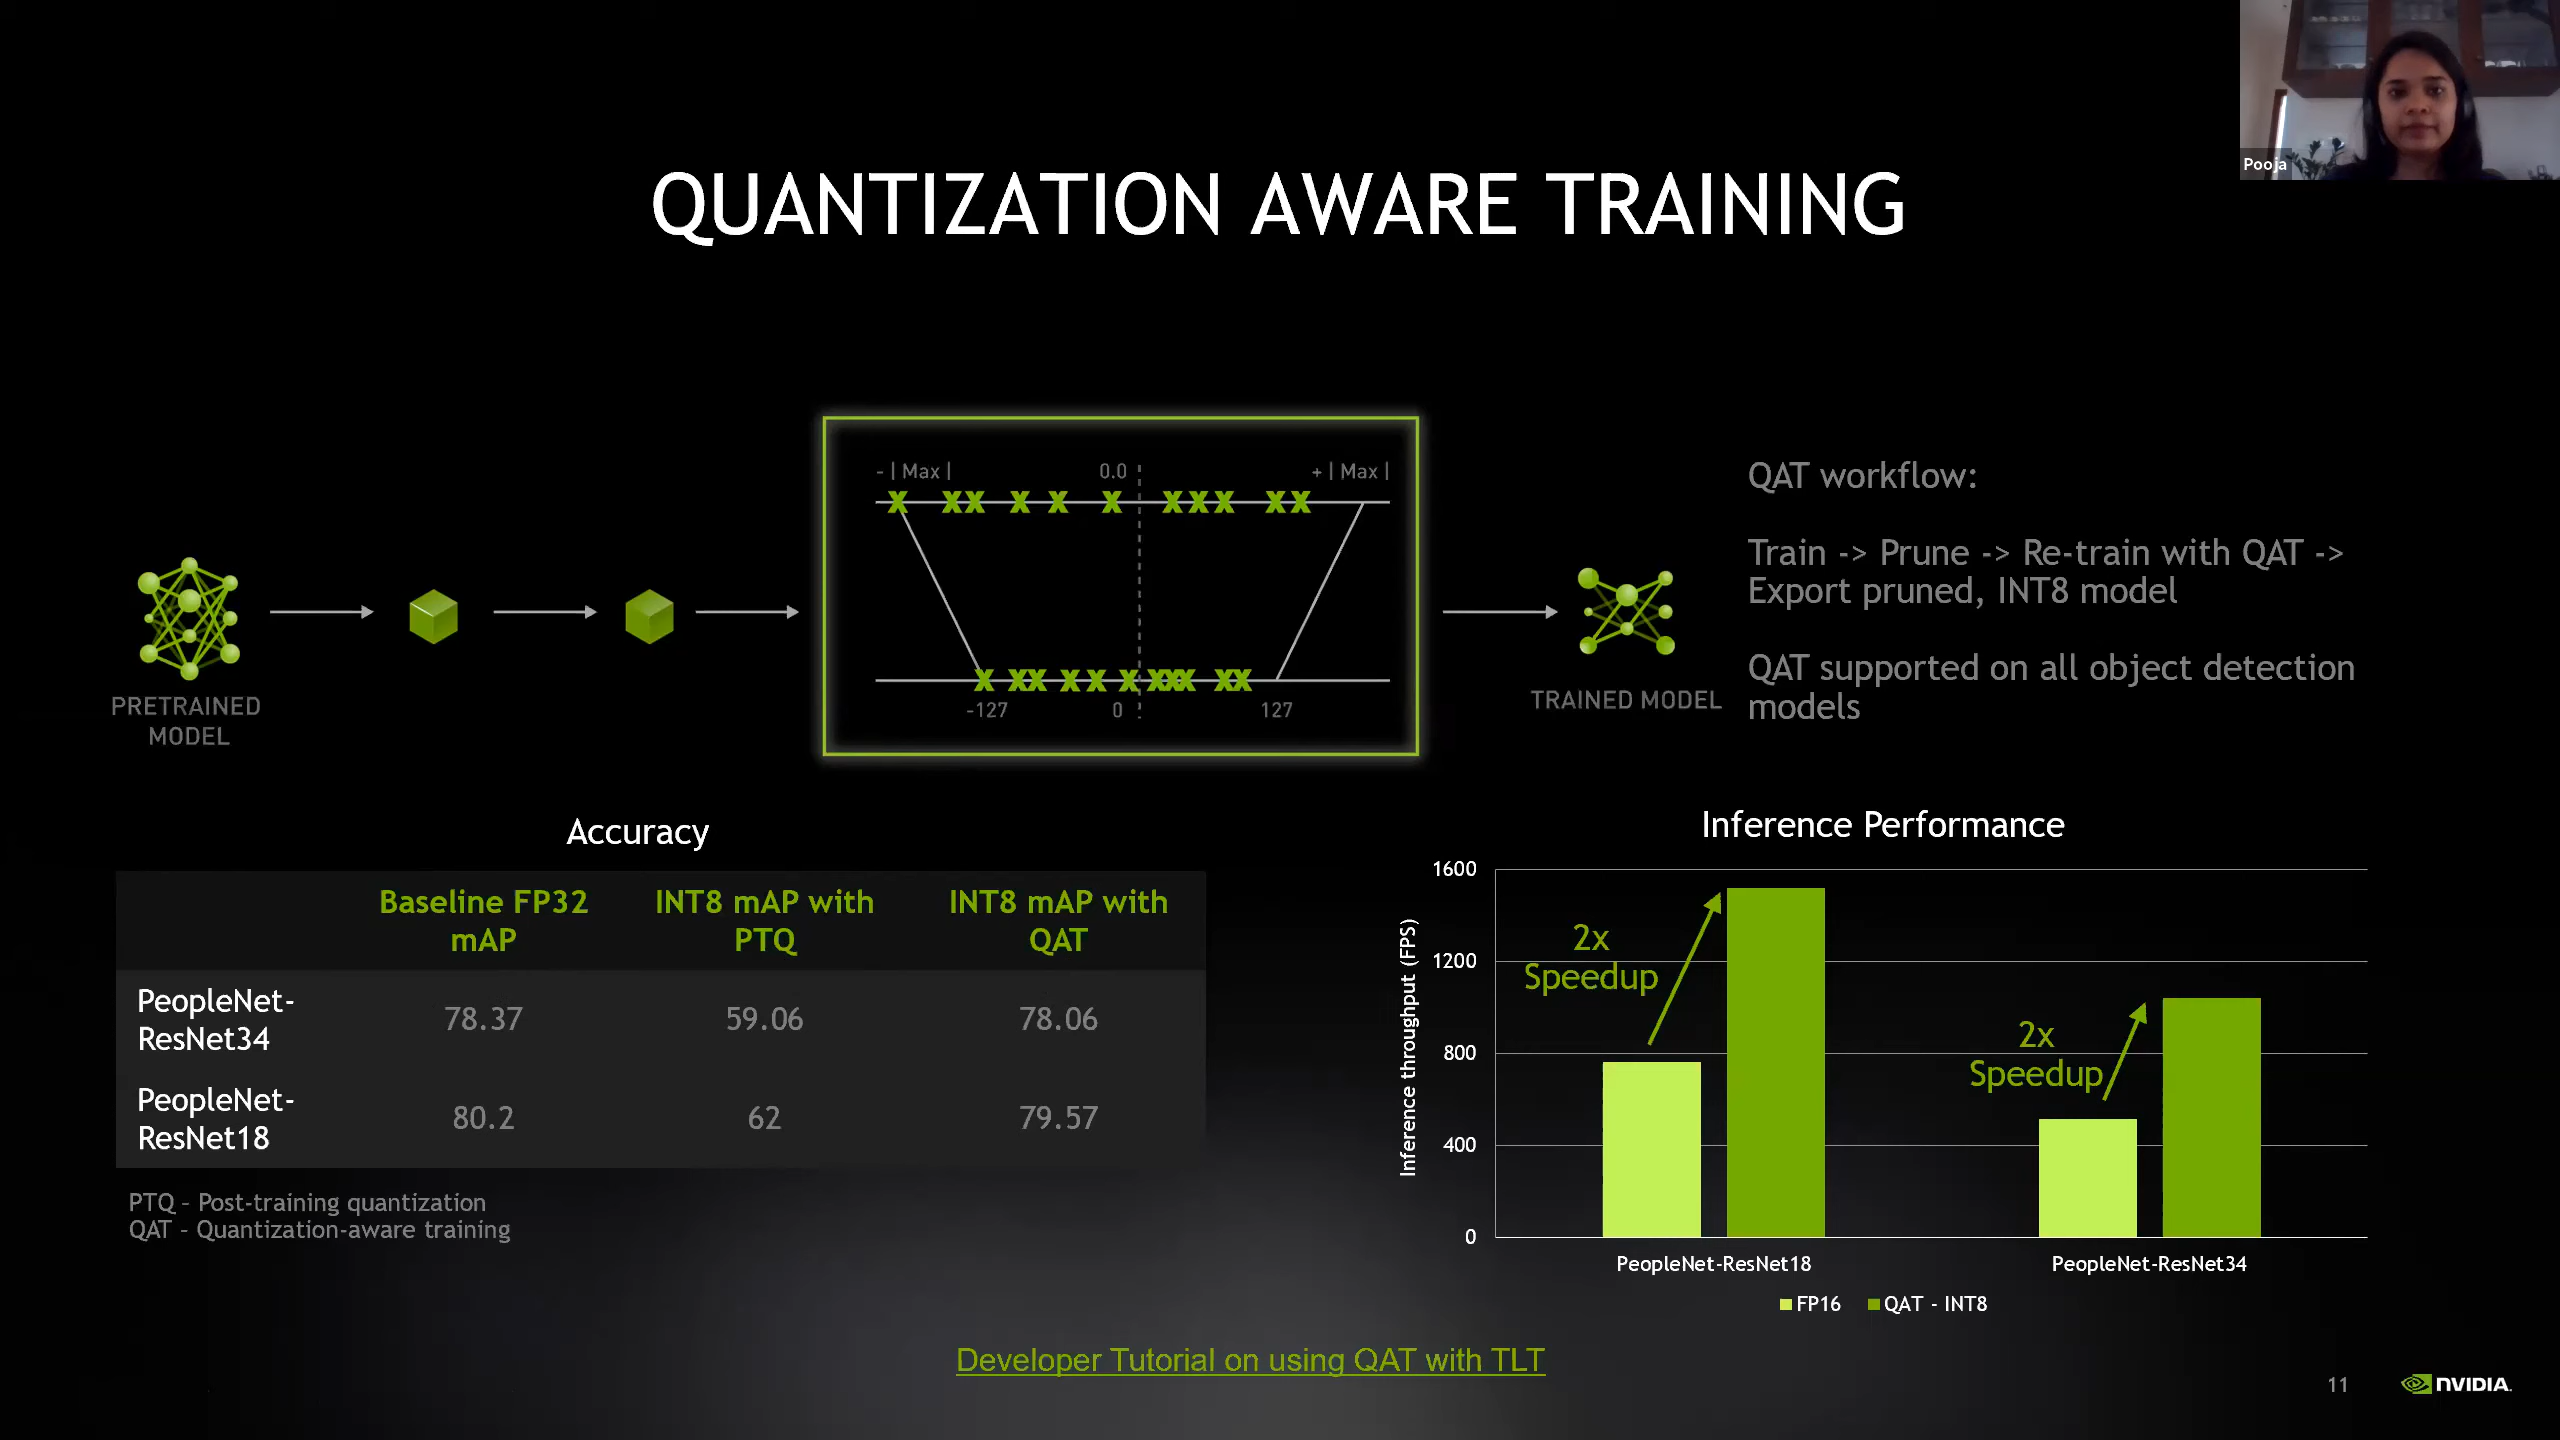 Pooja
QUANTIZATION AWARE TRAINING
- | Max |
0.0
+ | Max |
-127
0
127
PRETRAINED
MODEL
TRAINED MODEL
QAT workflow:
Train -> Prune -> Re-train with QAT ->
Export pruned, INT8 model
QAT supported on all object detection
models
Accuracy
Baseline FP32 mAP
INT8 mAP with PTQ
INT8 mAP with QAT
PeopleNet-ResNet34
78.37
59.06
78.06
PeopleNet-ResNet18
80.2
62
79.57
PTQ – Post-training quantization
QAT – Quantization-aware training
Inference Performance
Inference throughput (FPS)
1600
1200
800
400
0
2x
Speedup
2x
Speedup
PeopleNet-ResNet18
PeopleNet-ResNet34
FP16
QAT - INT8
Developer Tutorial on using QAT with TLT
11
NVIDIA.